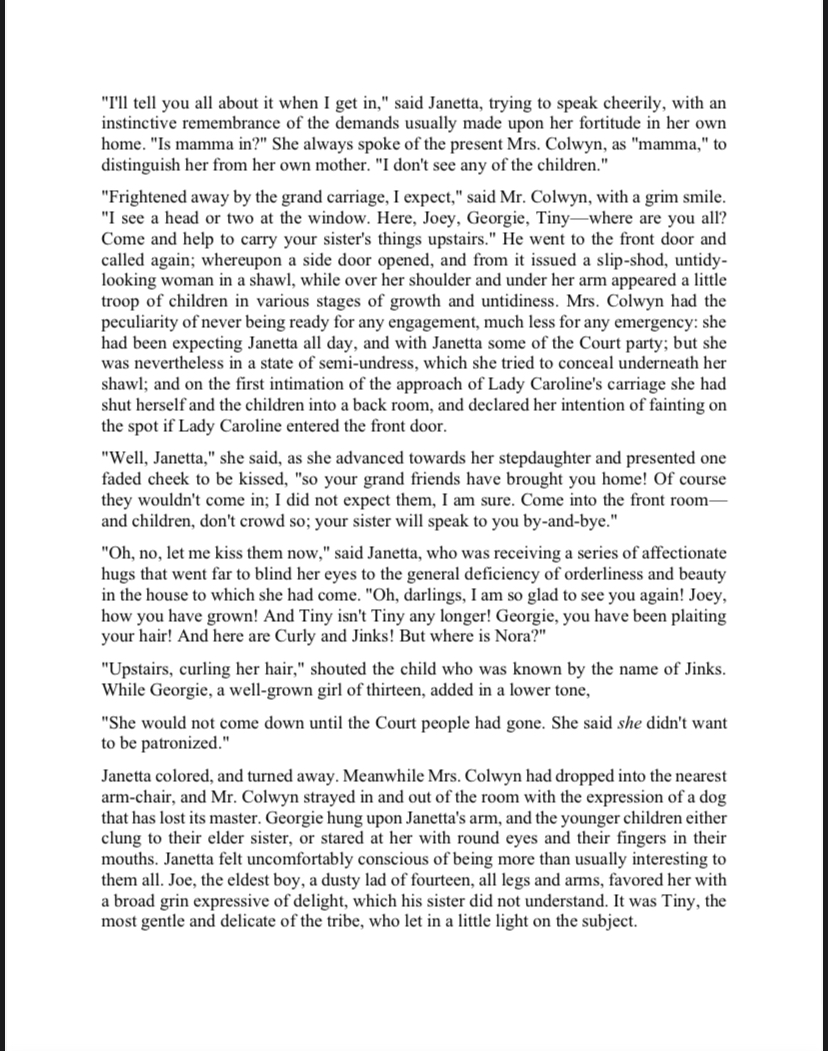 "I'll tell you all about it when I get in," said Janetta, trying to speak cheerily, with an
instinctive remembrance of the demands usually made upon her fortitude in her own
home. "Is mamma in?" She always spoke of the present Mrs. Colwyn, as "mamma," to
distinguish her from her own mother. "I don't see any of the children."
"Frightened away by the grand carriage, I expect," said Mr. Colwyn, with a grim smile.
"I see a head or two at the window. Here, Joey, Georgie, Tiny—where are you all?
Come and help to carry your sister's things upstairs." He went to the front door and
called again; whereupon a side door opened, and from it issued a slip-shod, untidy-
looking woman in a shawl, while over her shoulder and under her arm appeared a little
troop of children in various stages of growth and untidiness. Mrs. Colwyn had the
peculiarity of never being ready for any engagement, much less for any emergency: she
had been expecting Janetta all day, and with Janetta some of the Court party; but she
was nevertheless in a state of semi-undress, which she tried to conceal underneath her
shawl; and on the first intimation of the approach of Lady Caroline's carriage she had
shut herself and the children into a back room, and declared her intention of fainting on
the spot if Lady Caroline entered the front door.
"Well, Janetta," she said, as she advanced towards her stepdaughter and presented one
faded cheek to be kissed, "so your grand friends have brought you home! Of course
they wouldn't come in; I did not expect them, I am sure. Come into the front room—
and children, don't crowd so; your sister will speak to you by-and-bye."
"Oh, no, let me kiss them now," said Janetta, who was receiving a series of affectionate
hugs that went far to blind her eyes to the general deficiency of orderliness and beauty
in the house to which she had come. "Oh, darlings, I am so glad to see you again! Joey,
how you have grown! And Tiny isn't Tiny any longer! Georgie, you have been plaiting
your hair! And here are Curly and Jinks! But where is Nora?"
"Upstairs, curling her hair," shouted the child who was known by the name of Jinks.
While Georgie, a well-grown girl of thirteen, added in a lower tone,
"She would not come down until the Court people had gone. She said she didn't want
to be patronized."
Janetta colored, and turned away. Meanwhile Mrs. Colwyn had dropped into the nearest
arm-chair, and Mr. Colwyn strayed in and out of the room with the expression of a dog
that has lost its master. Georgie hung upon Janetta's arm, and the younger children either
clung to their elder sister, or stared at her with round eyes and their fingers in their
mouths. Janetta felt uncomfortably conscious of being more than usually interesting to
them all. Joe, the eldest boy, a dusty lad of fourteen, all legs and arms, favored her with
a broad grin expressive of delight, which his sister did not understand. It was Tiny, the
most gentle and delicate of the tribe, who let in a little light on the subject.